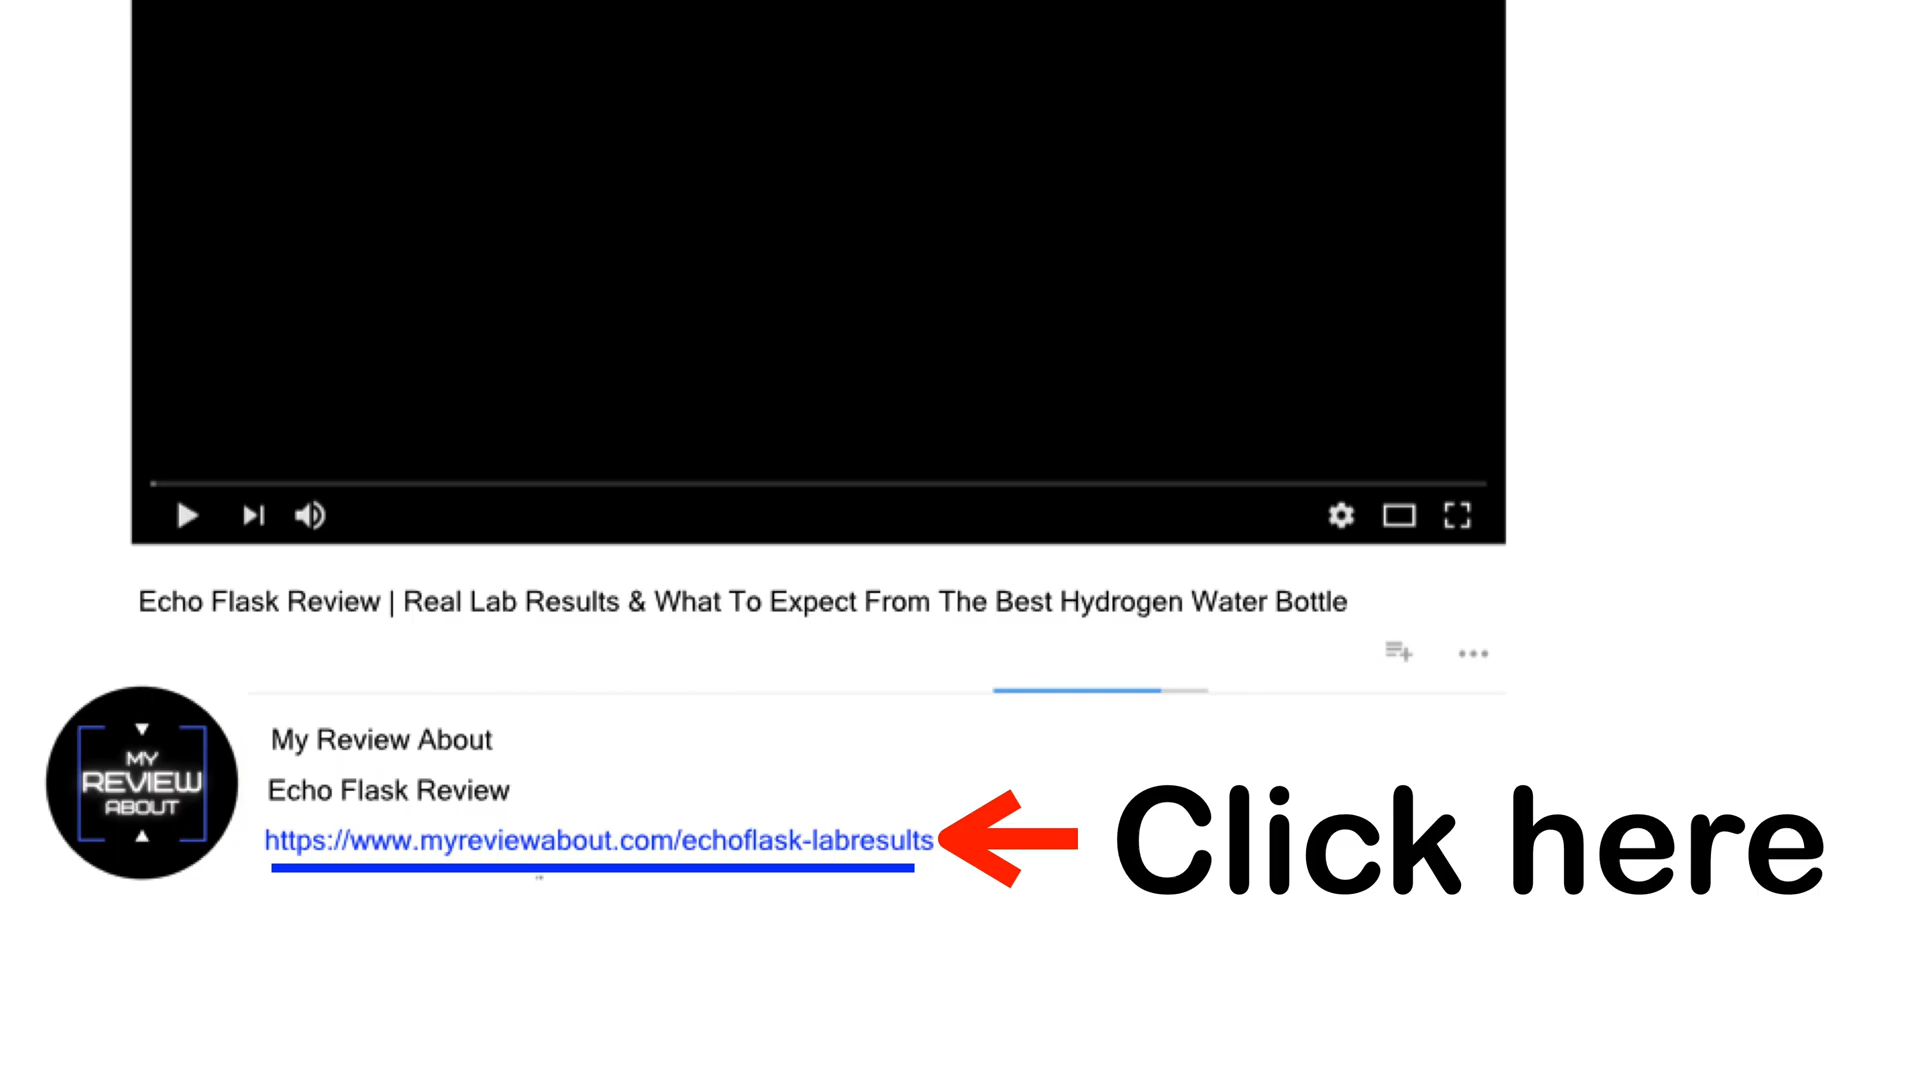 Echo Flask Review | Real Lab Results & What To Expect From The Best Hydrogen Water Bottle
MY
REVIEW
ABOUT
My Review About
Echo Flask Review
https://www.myreviewabout.com/echoflask-labresults
Click here